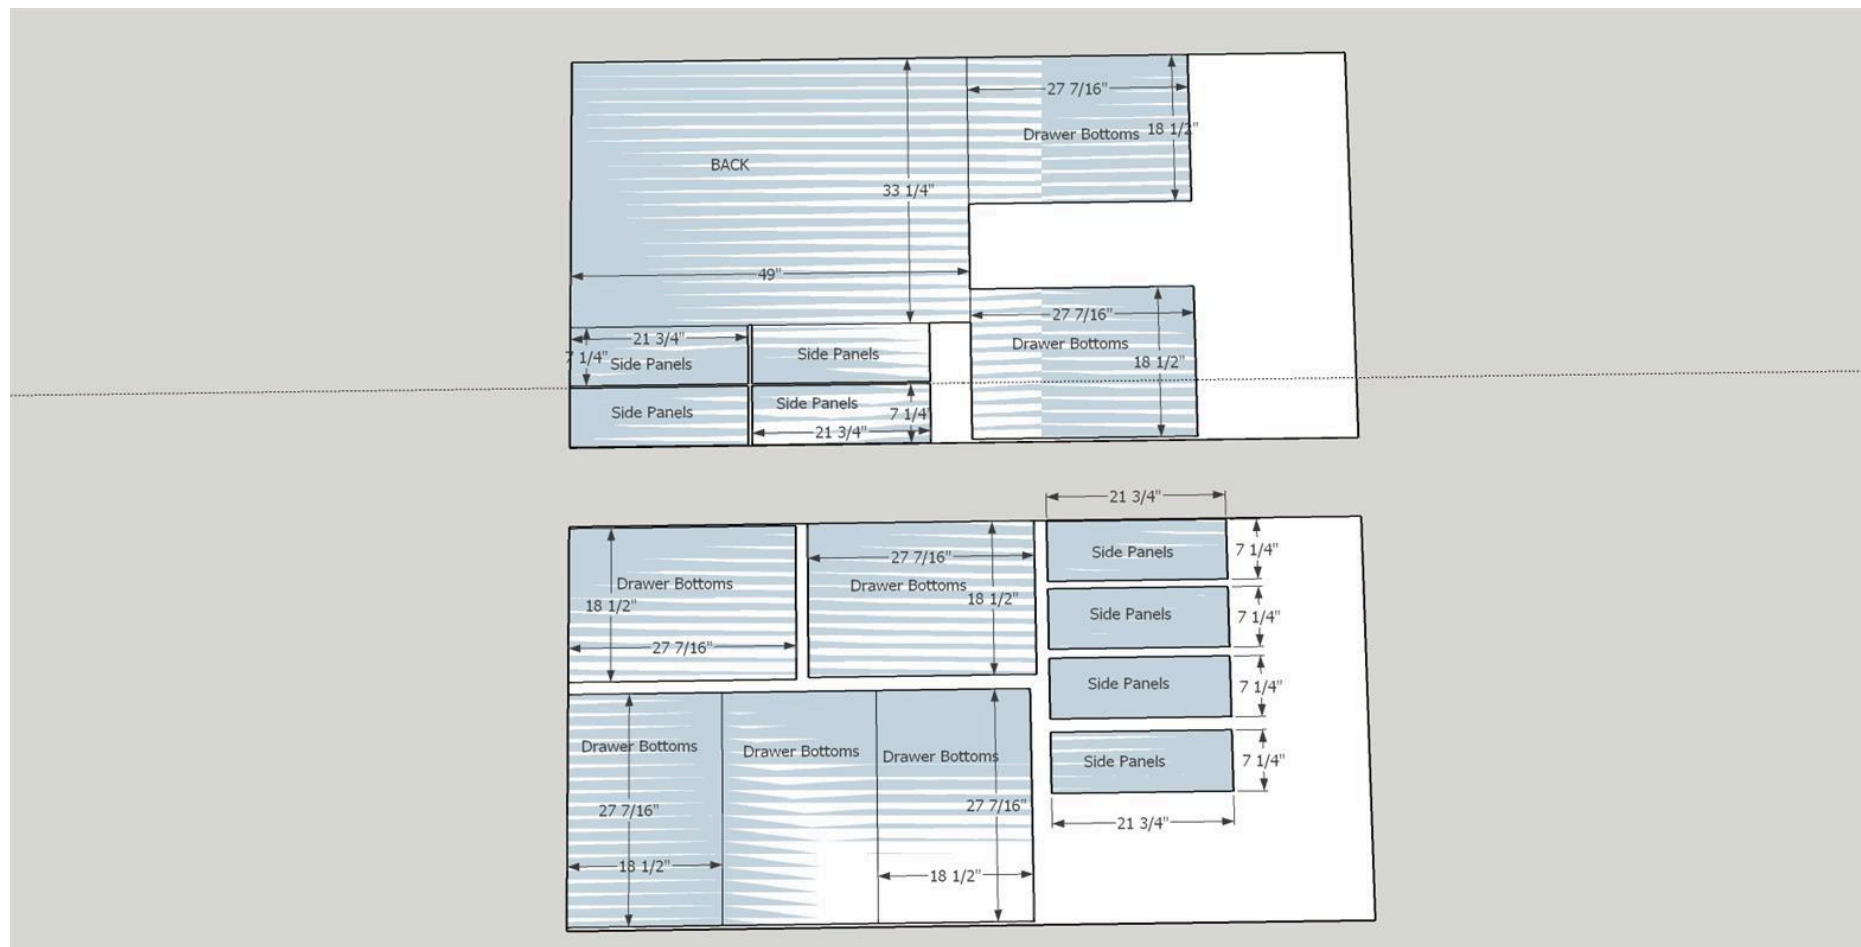 27 7/16"
Drawer Bottoms
18 1/2"
BACK
33 1/4"
49"
21 3/4"
7 1/4"
Side Panels
Side Panels
Side Panels
Side Panels
7 1/4"
21 3/4"
27 7/16"
Drawer Bottoms
18 1/2"
Drawer Bottoms
18 1/2"
27 7/16"
27 7/16"
Drawer Bottoms
18 1/2"
21 3/4"
Side Panels
7 1/4"
Side Panels
7 1/4"
Side Panels
7 1/4"
Side Panels
7 1/4"
21 3/4"
Drawer Bottoms
Drawer Bottoms
Drawer Bottoms
27 7/16"
27 7/16"
18 1/2"
18 1/2"